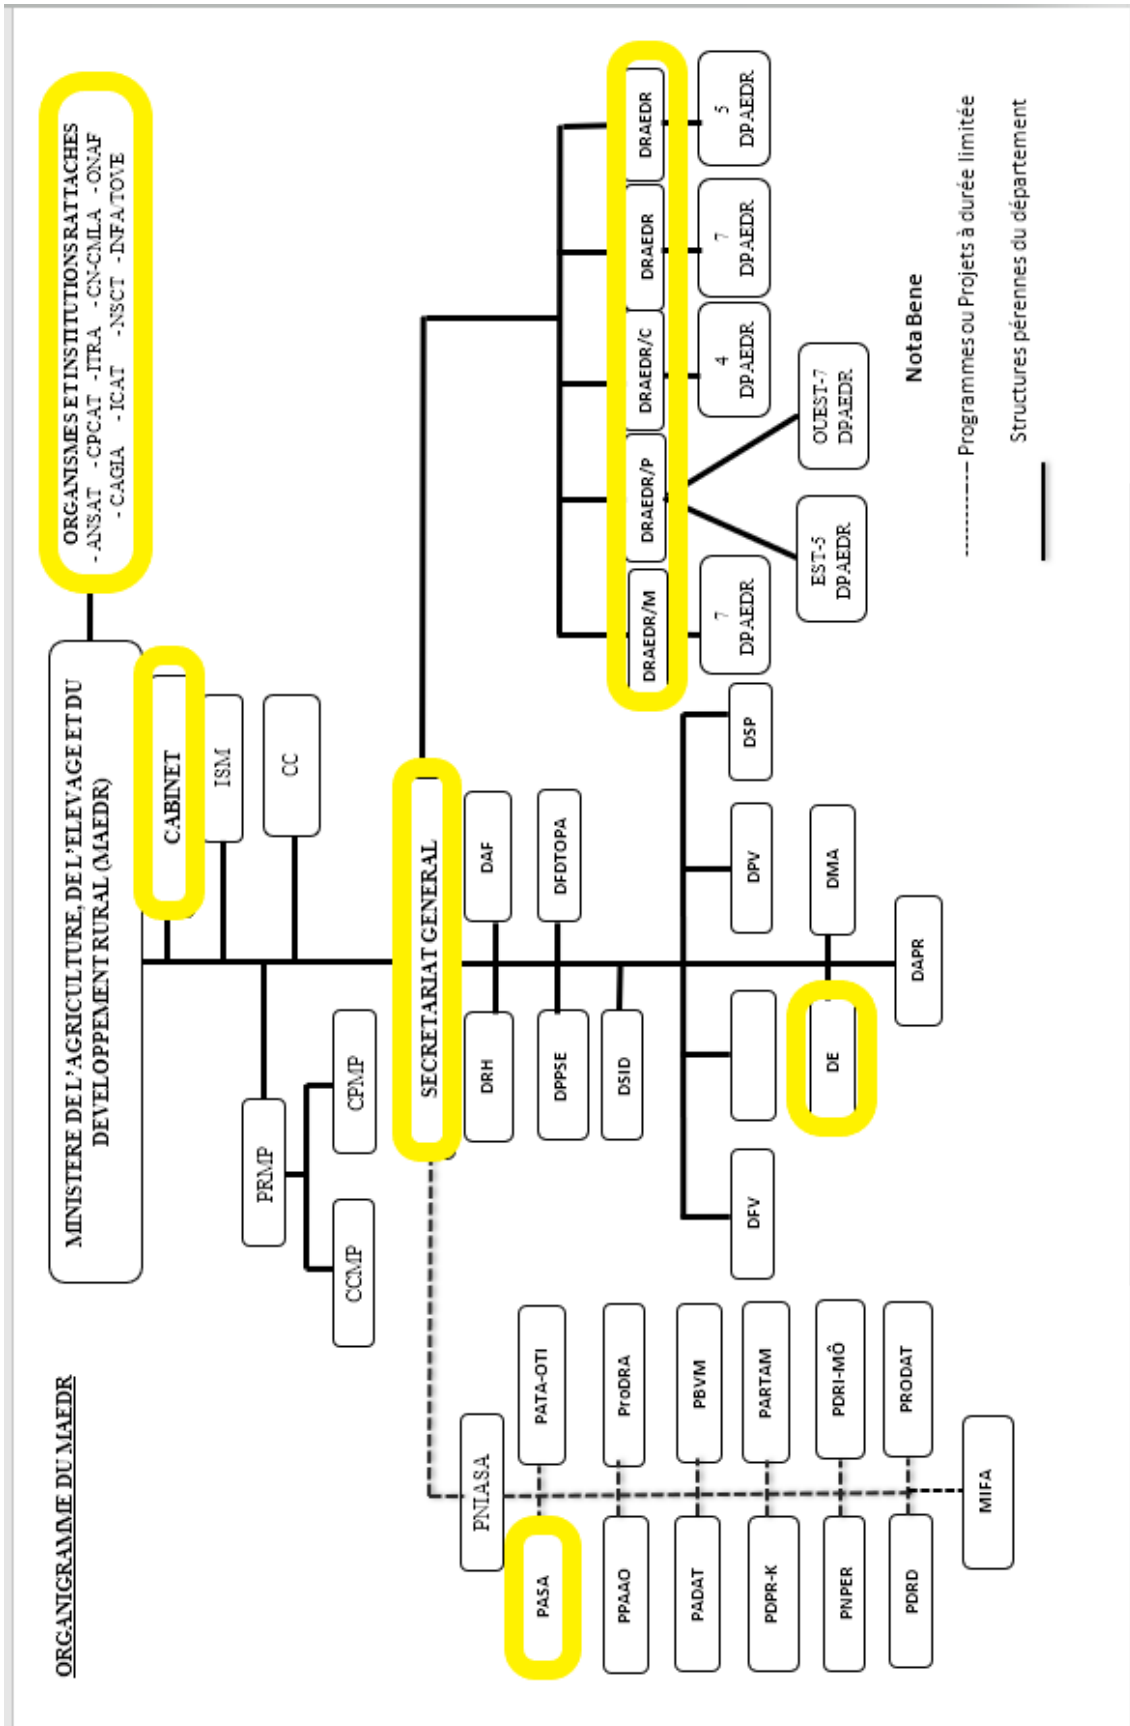 ORGANIGRAMME DU MAEDR
MINISTERE DE L'AGRICULTURE, DE L'ELEVAGE ET DU
DEVELOPPEMENT RURAL (MAEDR)
ORGANISMES ET INSTITUTIONS RATTACHES
- ANSAT - CPCAT - ITRA - CN-CMLA - ONAF
- CAGIA - ICAT - NSCT - INFA/TOVE
CABINET
ISM
CC
PRMP
CCMP
CPMP
SECRETARIAT GENERAL
DRH
DAF
DPPSE
DFDTOPA
DSID
DFV
DPV
DSP
DE
DMA
DAPR
PNIASA
PASA
PATA-OTI
PPAAO
ProDRA
PADAT
PBVM
PDPR-K
PARTAM
PNPER
PDRI-MÔ
PDRD
PRODAT
MIFA
DRAEDR/M
DRAEDR/P
DRAEDR/C
DRAEDR
DRAEDR
7
DPAEDR
EST-5
DPAEDR
OUEST-7
DPAEDR
4
DPAEDR
7
DPAEDR
5
DPAEDR
Nota Bene
Programmes ou Projets à durée limitée
Structures pérennes du département